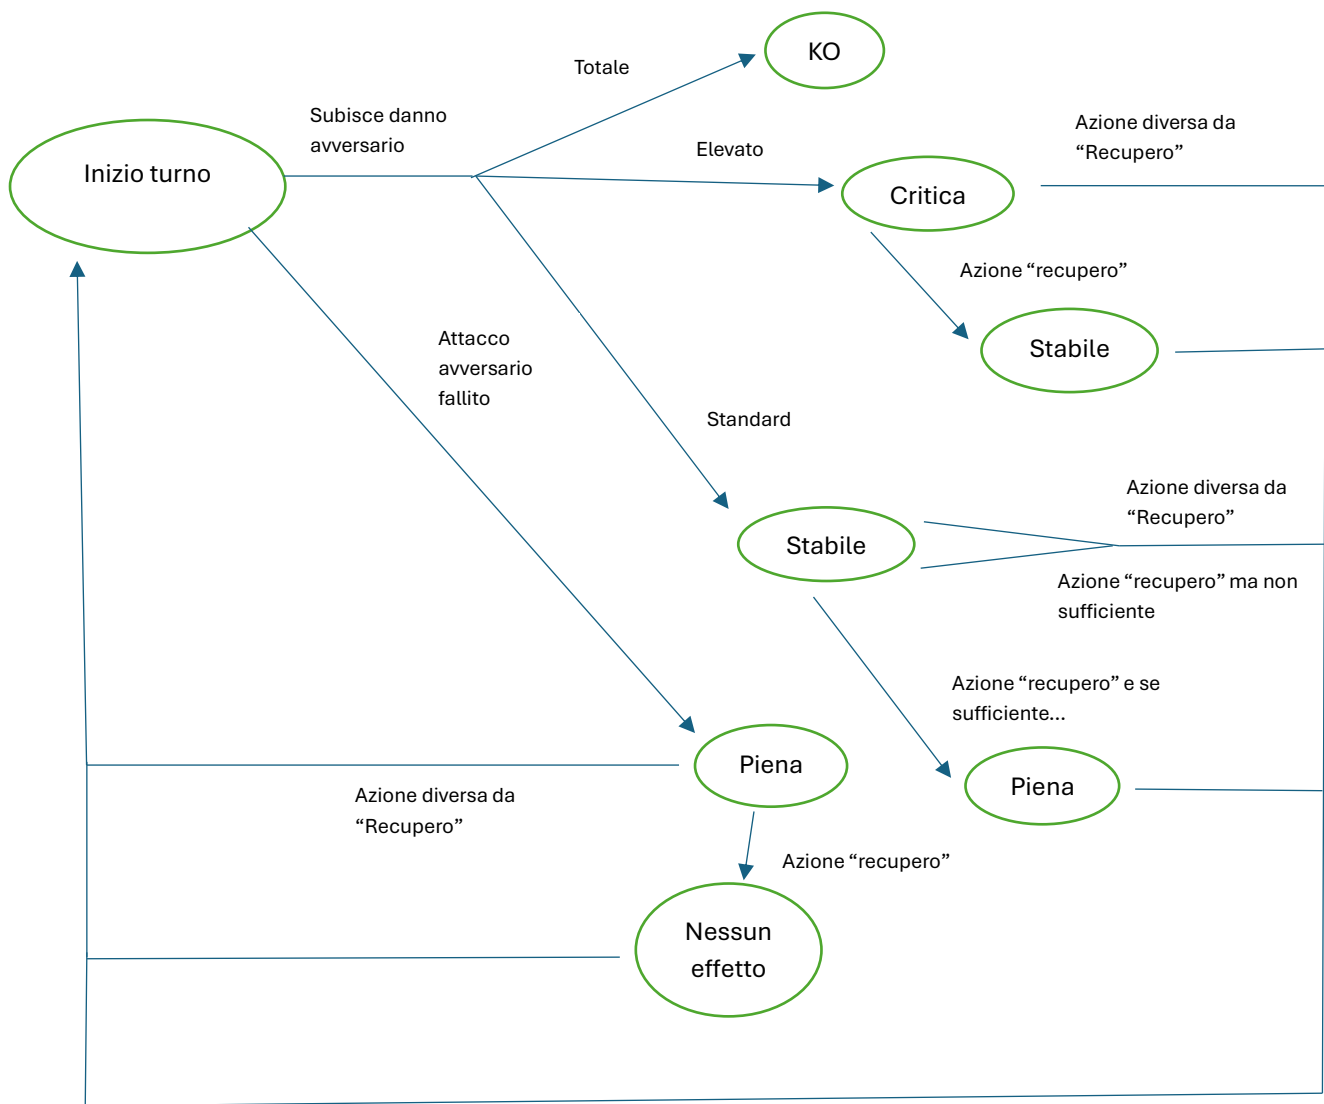 KO
Totale
Subisce danno
avversario
Azione diversa da
“Recupero”
Elevato
Inizio turno
Critica
Azione “recupero”
Attacco
avversario
fallito
Stabile
Standard
Azione diversa da
“Recupero”
Stabile
Azione “recupero” ma non
sufficiente
Azione “recupero” e se
sufficiente...
Piena
Piena
Azione diversa da
“Recupero”
Azione “recupero”
Nessun
effetto